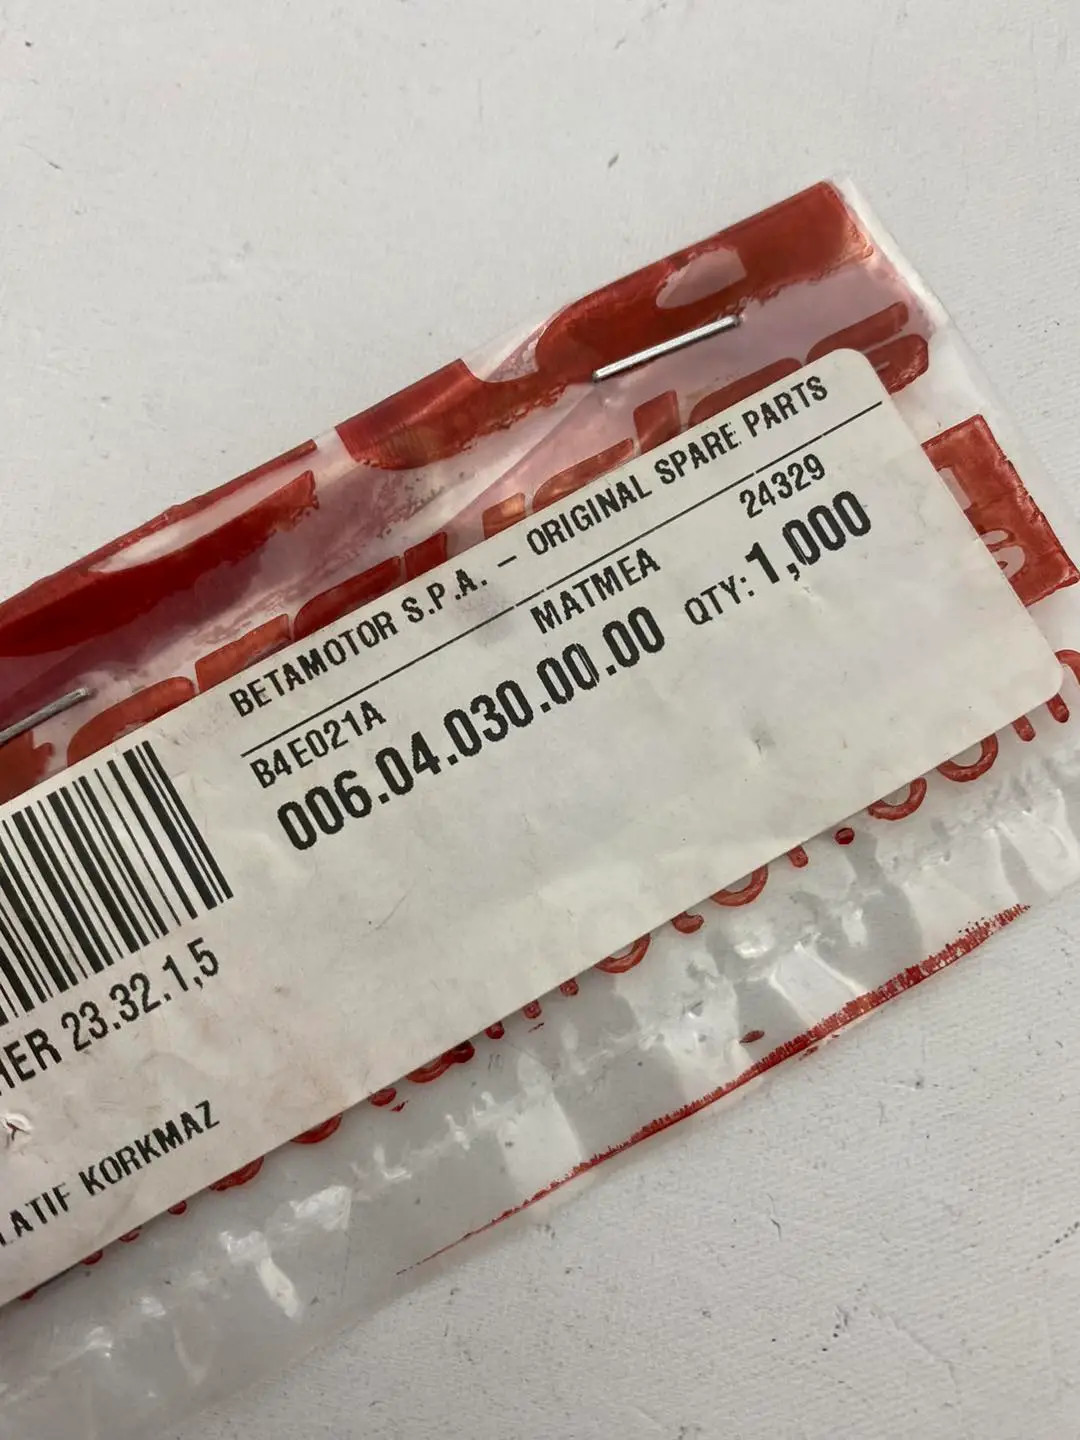 BETAMOTOR S.P.A. - ORIGINAL SPARE PARTS
B4E021A MATMEA 24329
006.04.030.00.00 QTY: 1,000
HER 23.32.1,5
LATIF KORKMAZ